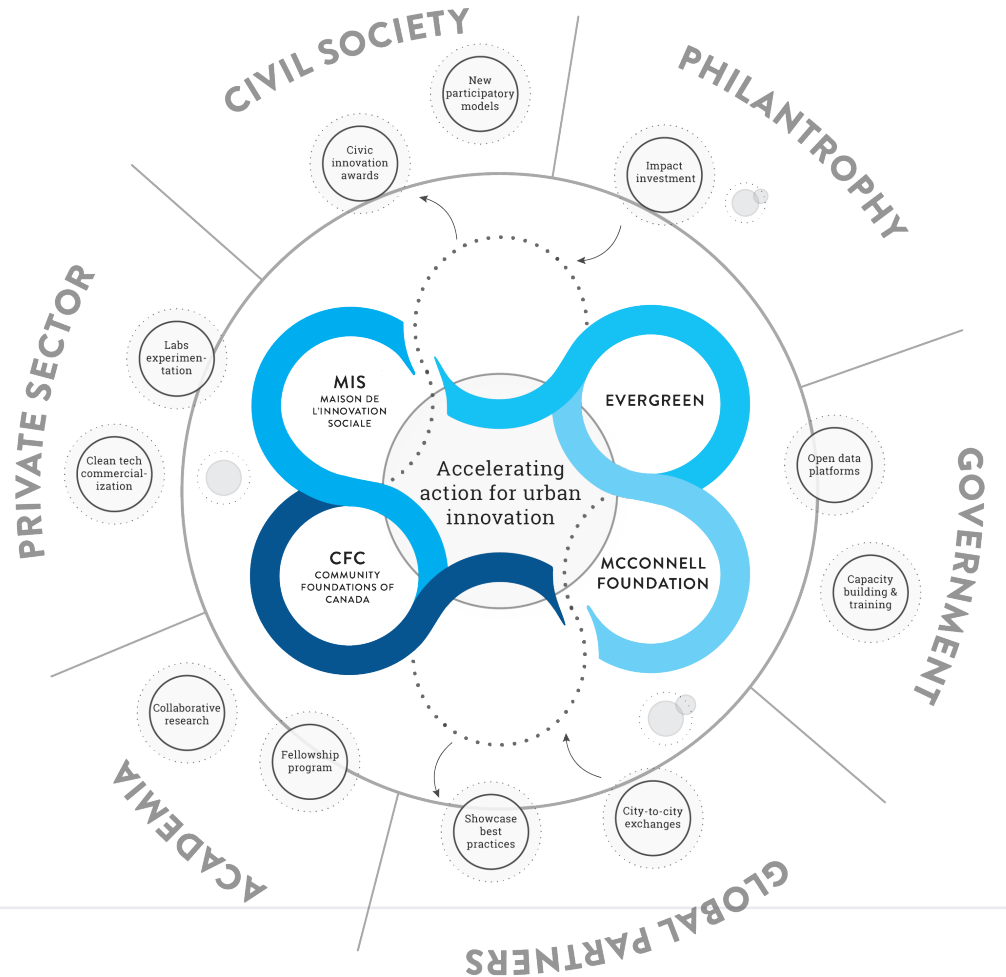 CIVIL SOCIETY
New
participatory
models
Civic
innovation
awards
PHILANTROPHY
Impact
investment
PRIVATE SECTOR
Labs
experimen-
tation
Clean tech
commercial-
ization
MIS
MAISON DE
L'INNOVATION
SOCIALE
EVERGREEN
Accelerating
action for urban
innovation
CFC
COMMUNITY
FOUNDATIONS OF
CANADA
MCCONNELL
FOUNDATION
GOVERNMENT
Open data
platforms
Capacity
building &
training
ACADEMIA
Collaborative
research
Fellowship
program
GLOBAL PARTNERS
Showcase
best
practices
City-to-city
exchanges